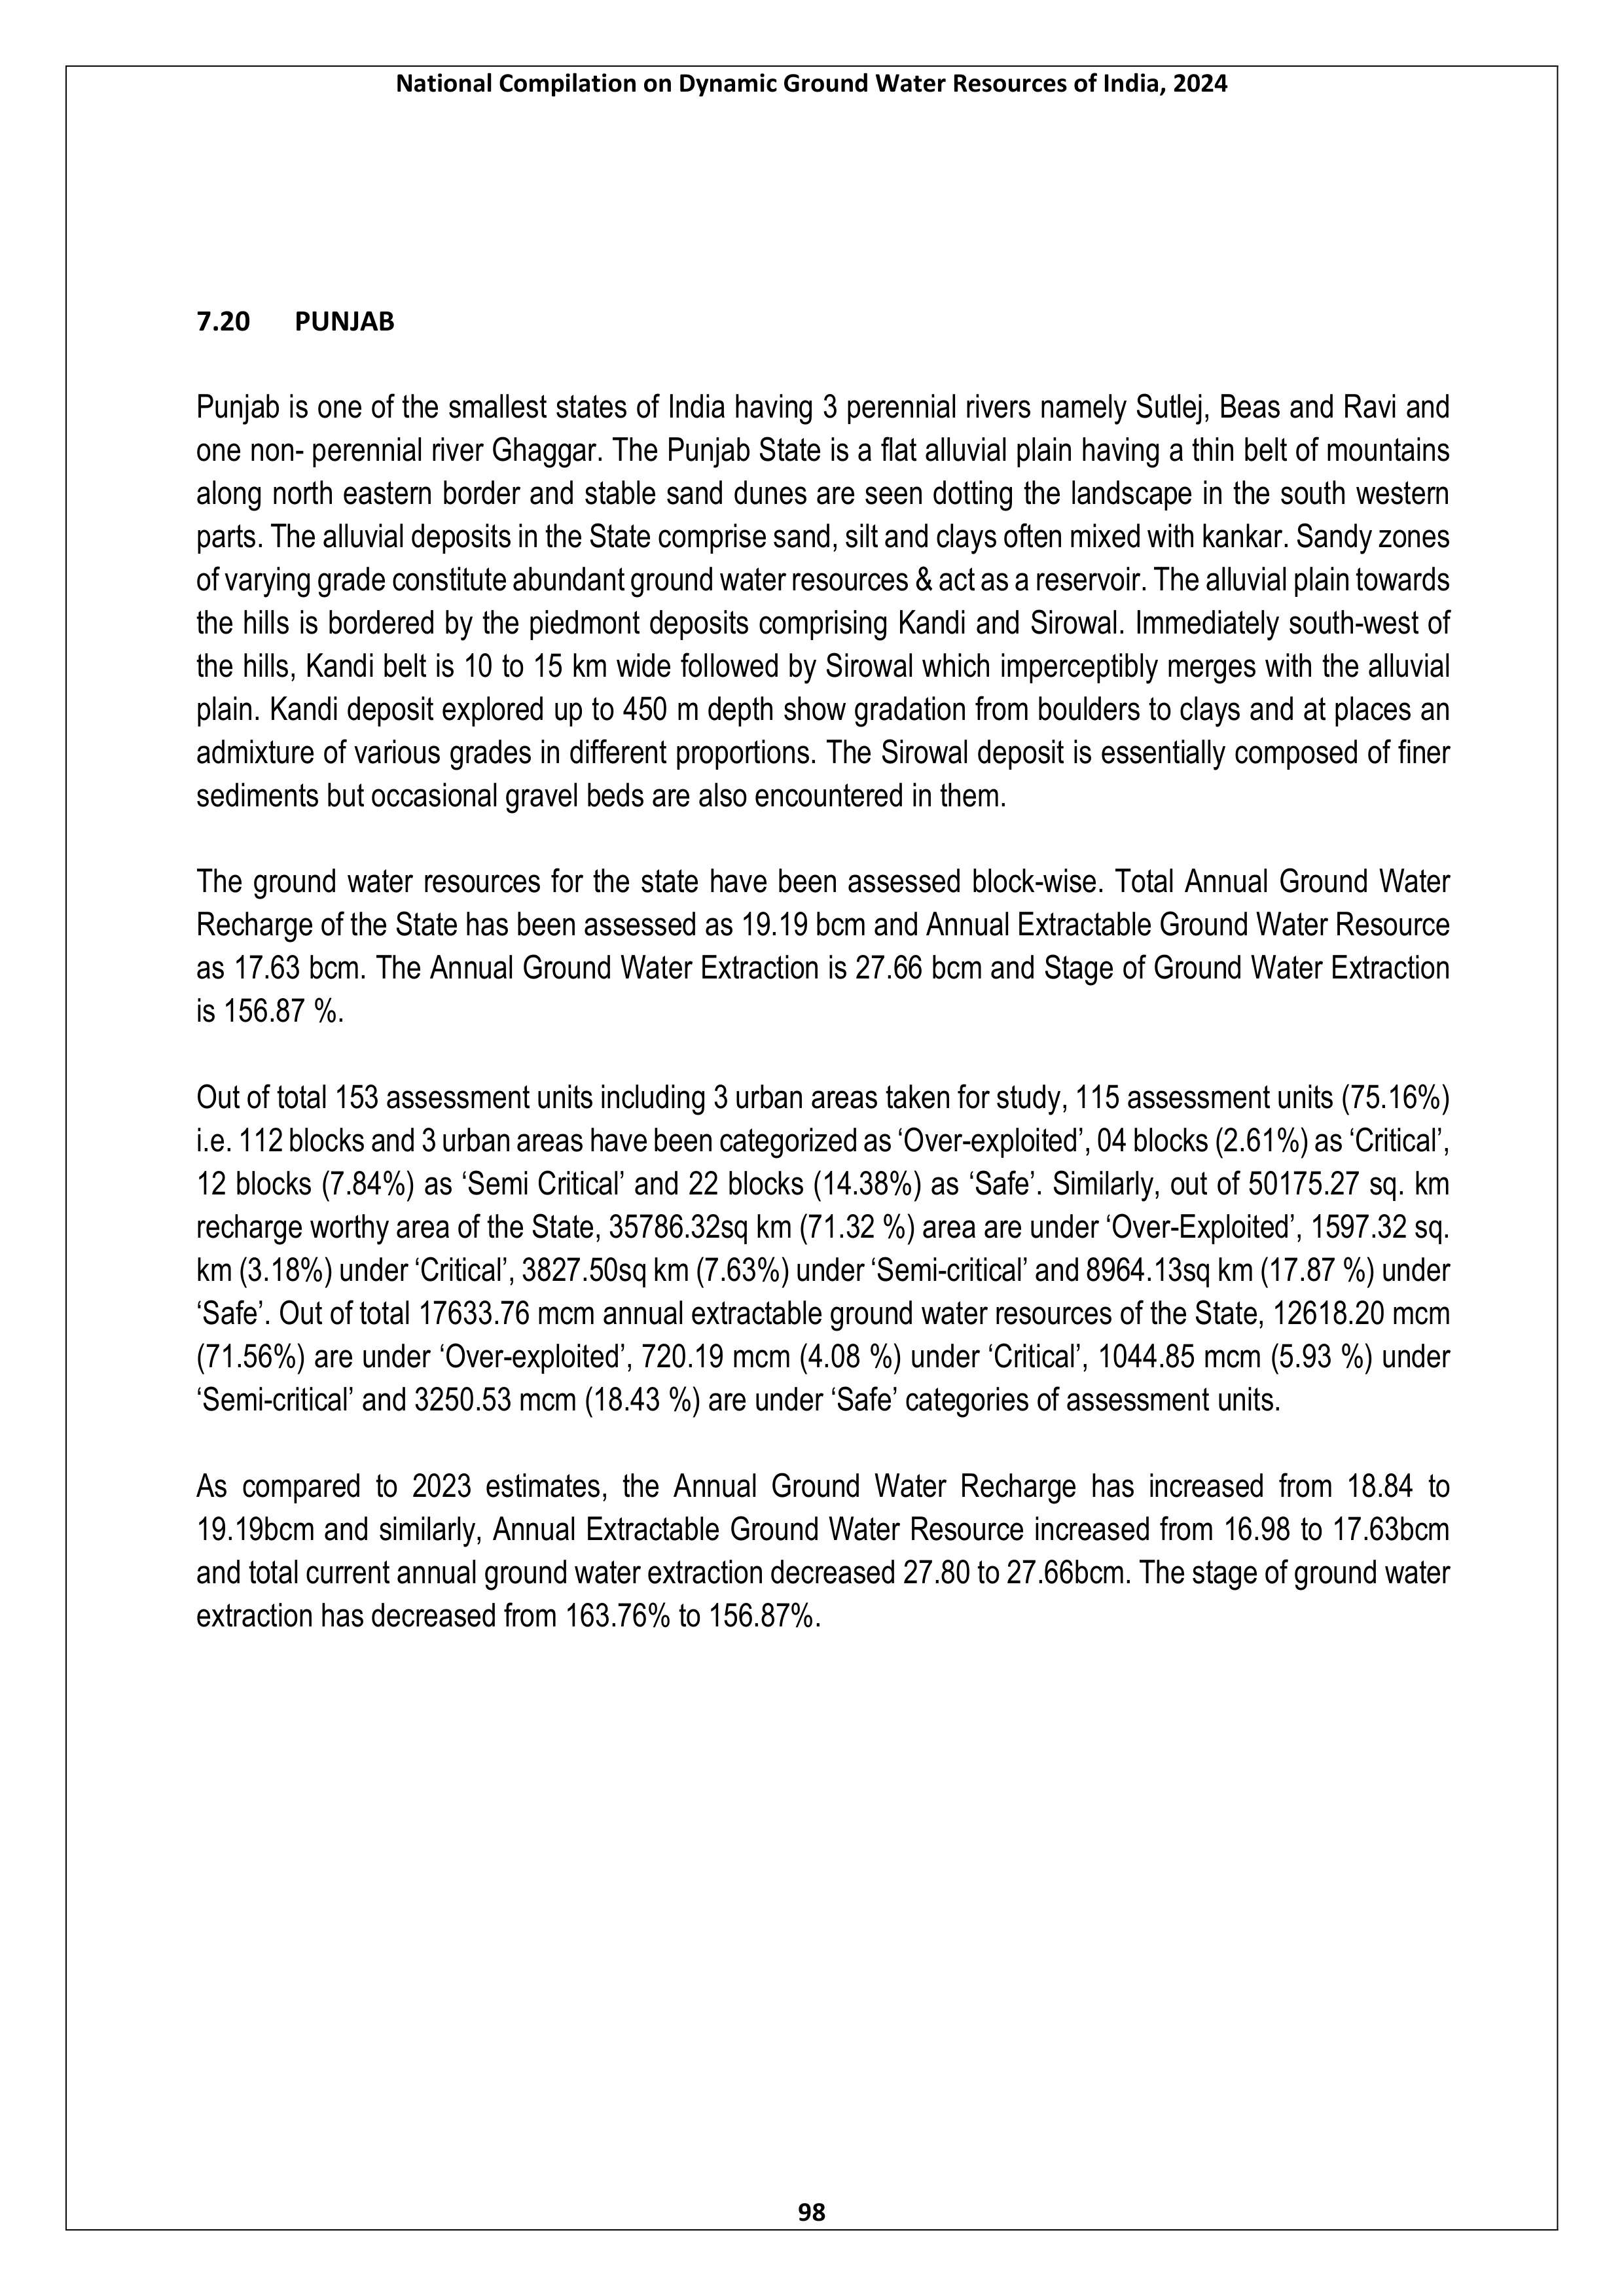 National Compilation on Dynamic Ground Water Resources of India, 2024
7.20 PUNJAB
Punjab is one of the smallest states of India having 3 perennial rivers namely Sutlej, Beas and Ravi and
one non- perennial river Ghaggar. The Punjab State is a flat alluvial plain having a thin belt of mountains
along north eastern border and stable sand dunes are seen dotting the landscape in the south western
parts. The alluvial deposits in the State comprise sand, silt and clays often mixed with kankar. Sandy zones
of varying grade constitute abundant ground water resources & act as a reservoir. The alluvial plain towards
the hills is bordered by the piedmont deposits comprising Kandi and Sirowal. Immediately south-west of
the hills, Kandi belt is 10 to 15 km wide followed by Sirowal which imperceptibly merges with the alluvial
plain. Kandi deposit explored up to 450 m depth show gradation from boulders to clays and at places an
admixture of various grades in different proportions. The Sirowal deposit is essentially composed of finer
sediments but occasional gravel beds are also encountered in them.
The ground water resources for the state have been assessed block-wise. Total Annual Ground Water
Recharge of the State has been assessed as 19.19 bcm and Annual Extractable Ground Water Resource
as 17.63 bcm. The Annual Ground Water Extraction is 27.66 bcm and Stage of Ground Water Extraction
is 156.87 %.
Out of total 153 assessment units including 3 urban areas taken for study, 115 assessment units (75.16%)
i.e. 112 blocks and 3 urban areas have been categorized as ‘Over-exploited’, 04 blocks (2.61%) as ‘Critical’,
12 blocks (7.84%) as ‘Semi Critical’ and 22 blocks (14.38%) as ‘Safe’. Similarly, out of 50175.27 sq. km
recharge worthy area of the State, 35786.32sq km (71.32 %) area are under ‘Over-Exploited’, 1597.32 sq.
km (3.18%) under ‘Critical’, 3827.50sq km (7.63%) under ‘Semi-critical’ and 8964.13sq km (17.87 %) under
‘Safe’. Out of total 17633.76 mcm annual extractable ground water resources of the State, 12618.20 mcm
(71.56%) are under ‘Over-exploited’, 720.19 mcm (4.08 %) under ‘Critical’, 1044.85 mcm (5.93 %) under
‘Semi-critical’ and 3250.53 mcm (18.43 %) are under ‘Safe’ categories of assessment units.
As compared to 2023 estimates, the Annual Ground Water Recharge has increased from 18.84 to
19.19bcm and similarly, Annual Extractable Ground Water Resource increased from 16.98 to 17.63bcm
and total current annual ground water extraction decreased 27.80 to 27.66bcm. The stage of ground water
extraction has decreased from 163.76% to 156.87%.
98